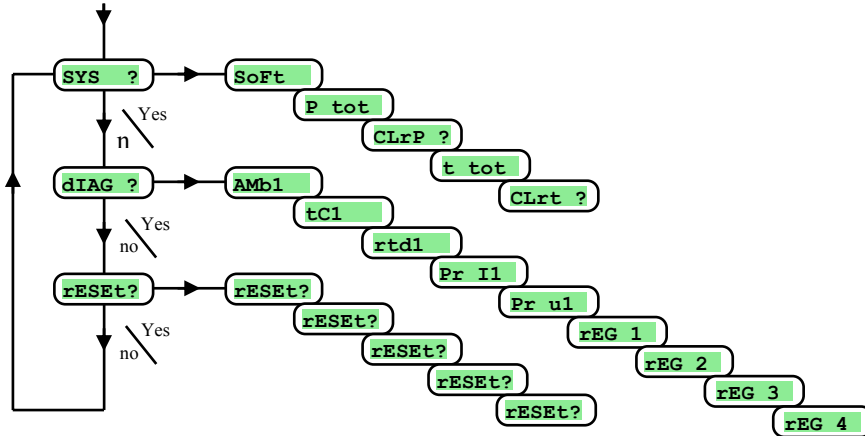 SYS ? SoFt
P tot
Yes
CLrP ?
n
t tot
dIAG ? AMb1 CLrt ?
tC1
Yes
rtd1
no
Pr I1
rESEt? rESEt? Pr u1
rESEt? rEG 1
Yes
rESEt? rEG 2
no
rESEt? rEG 3
rESEt? rEG 4